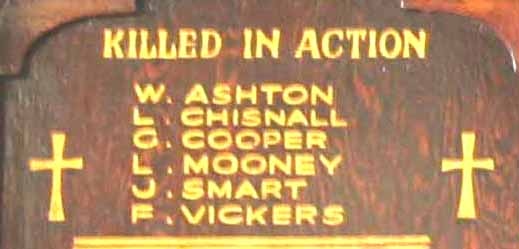 KILLED IN ACTION
W. ASHTON
L. CHISNALL
G. COOPER
L. MOONEY
J. SMART
F. VICKERS